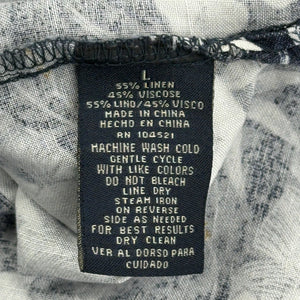 L
55% LINEN
45% VISCOSE
55% LINO/45% VISCO
MADE IN CHINA
HECHO EN CHINA
RN 104521
MACHINE WASH COLD
GENTLE CYCLE
WITH LIKE COLORS
DO NOT BLEACH
LINE DRY
STEAM IRON
ON REVERSE
SIDE AS NEEDED
FOR BEST RESULTS
DRY CLEAN
VER AL DORSO PARA
CUIDADO